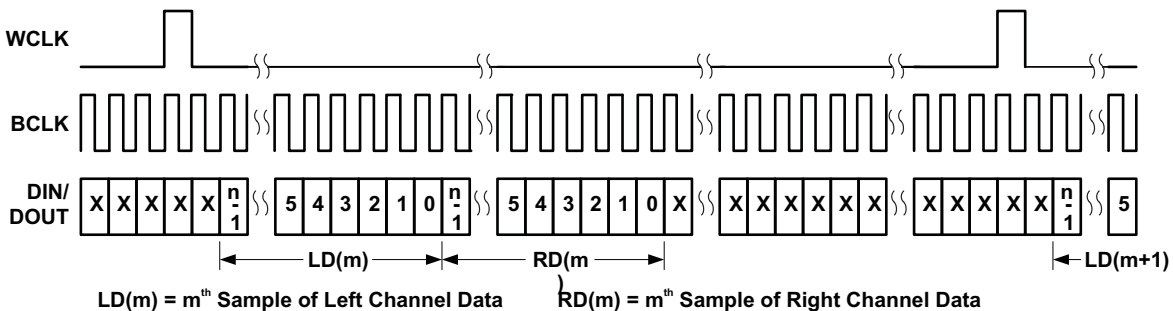 WCLK
BCLK
DIN/
DOUT
X X X X X n-1 5 4 3 2 1 0 n-1 5 4 3 2 1 0 X X X X X X X X X X X X n-1 5
LD(m) RD(m
) LD(m+1)
LD(m) = mth Sample of Left Channel Data RD(m) = mth Sample of Right Channel Data